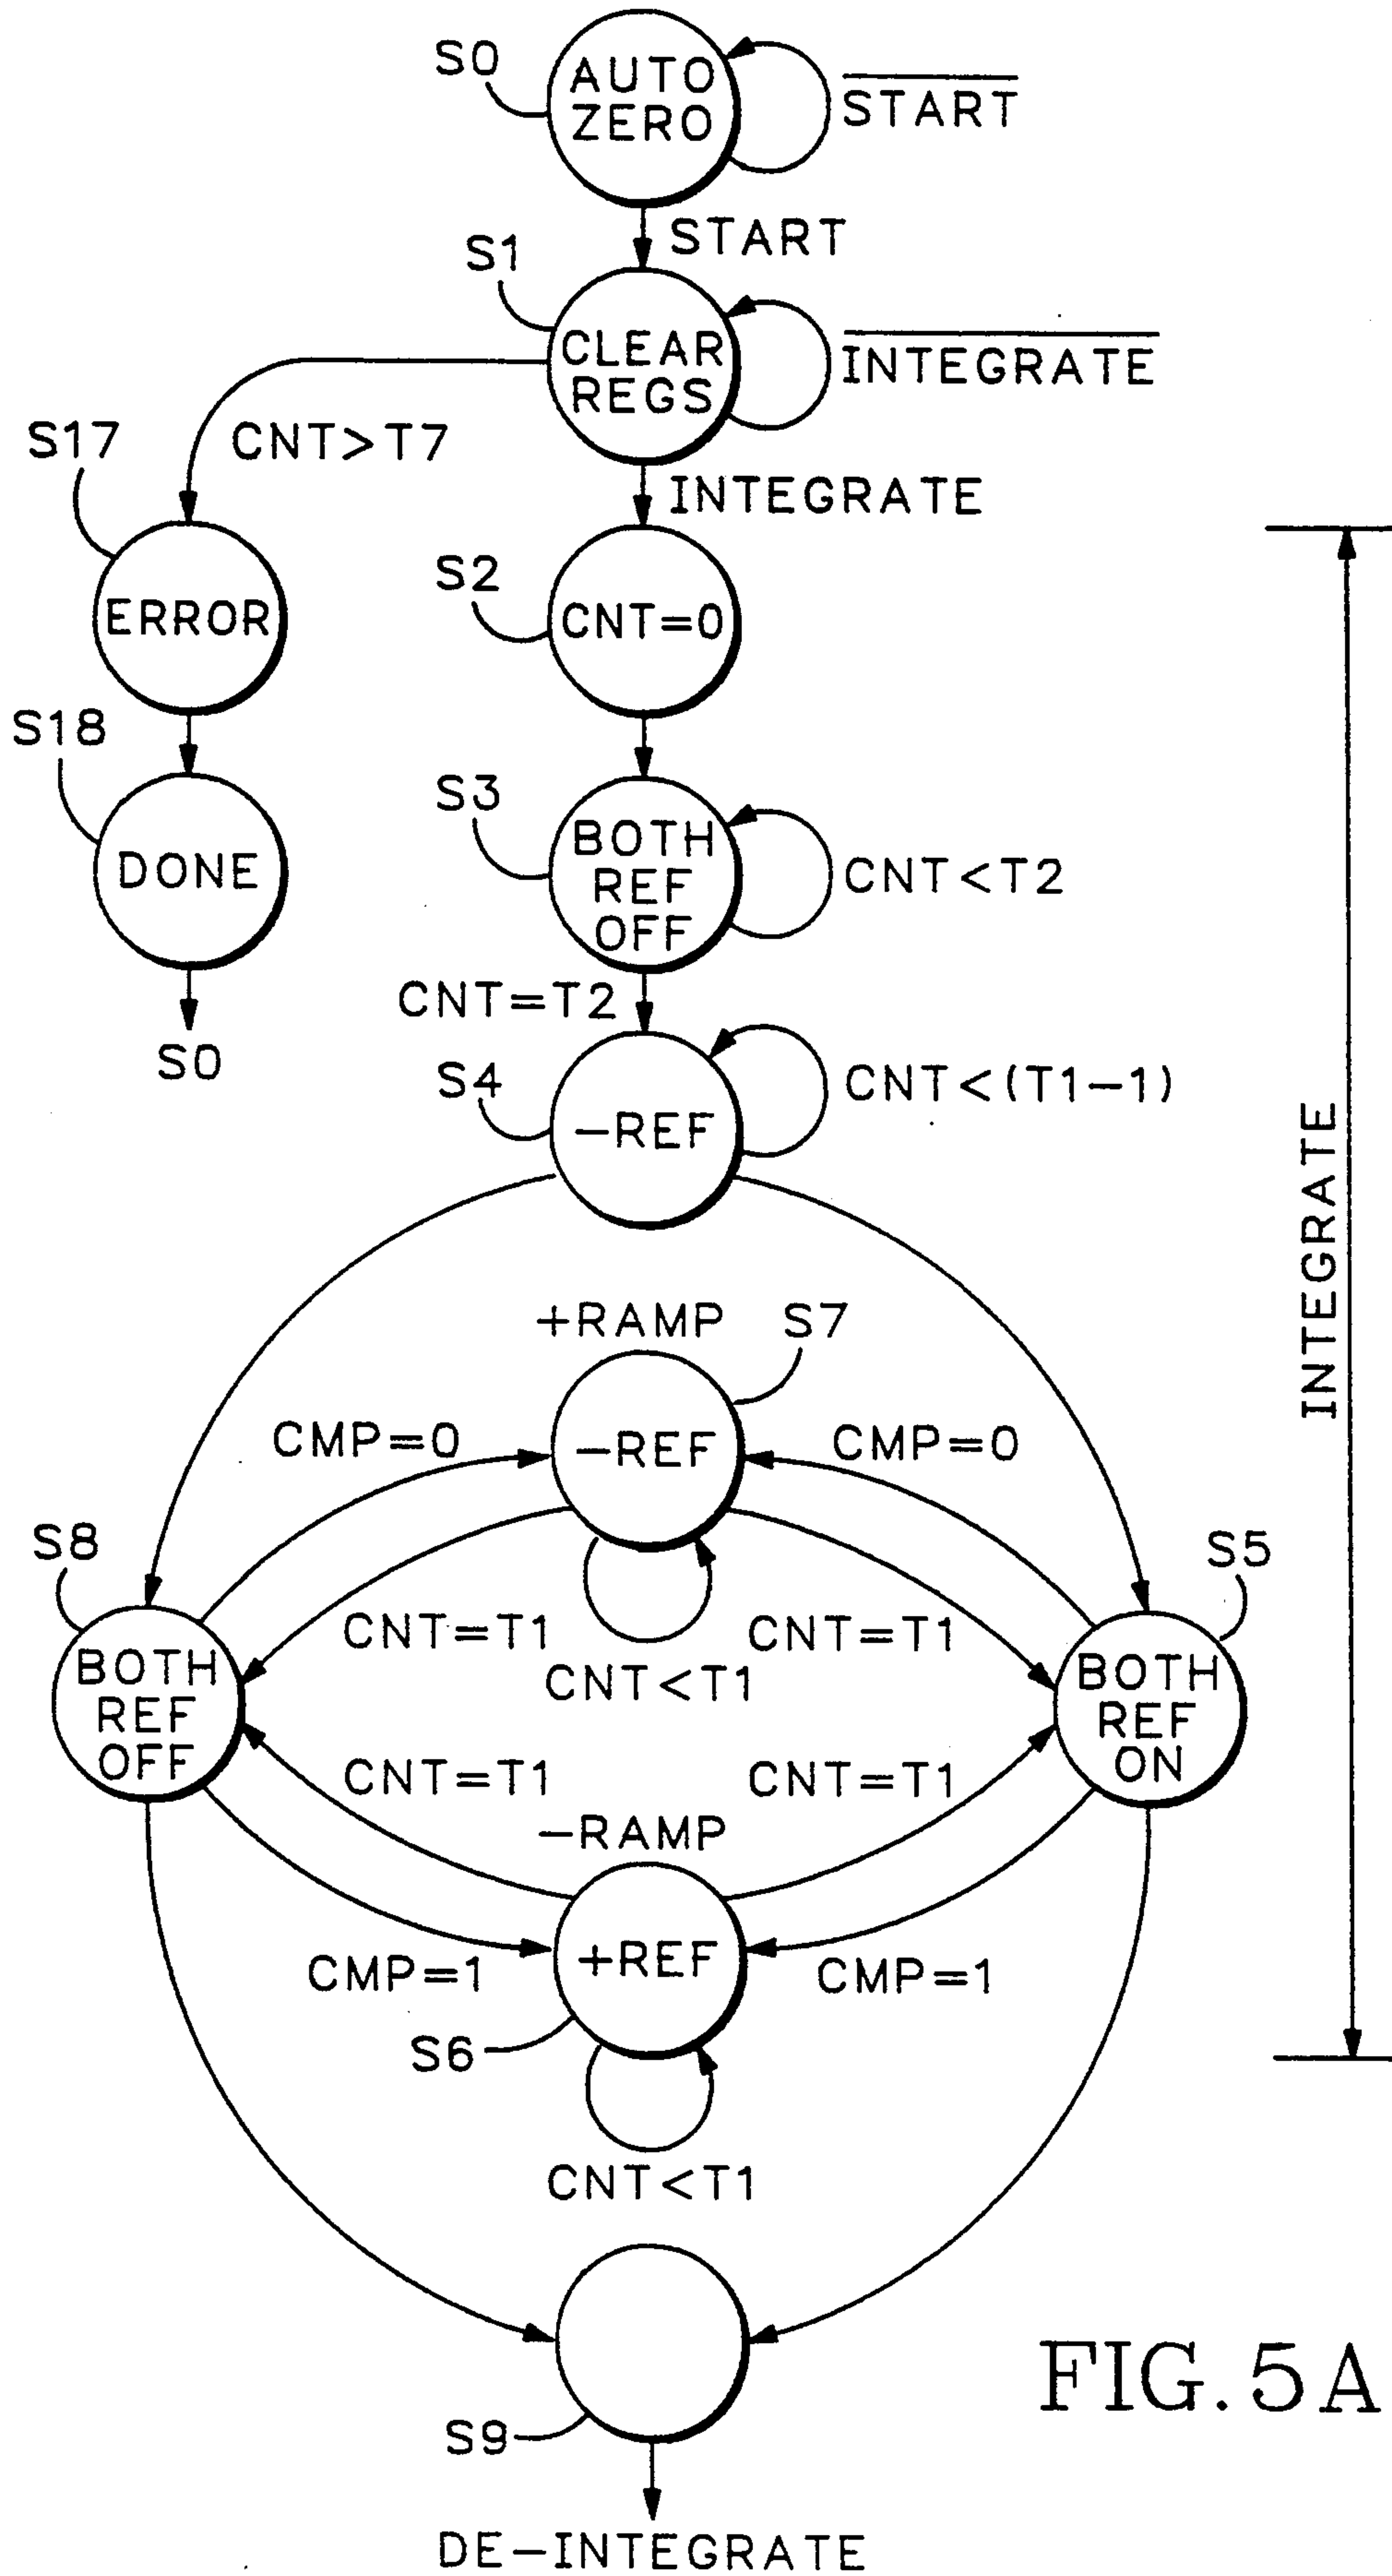 S0
AUTO
ZERO
START
START
S1
CLEAR
REGS
INTEGRATE
CNT>T7
S17
INTEGRATE
ERROR
S2
CNT=0
S18
DONE
S0
S3
BOTH
REF
OFF
CNT<T2
CNT=T2
S4
-REF
CNT<(T1-1)
INTEGRATE
+RAMP
S7
CMP=0
-REF
CMP=0
S8
S5
CNT=T1
CNT=T1
CNT<T1
BOTH
REF
OFF
BOTH
REF
ON
CNT=T1
CNT=T1
-RAMP
+REF
CMP=1
CMP=1
S6
CNT<T1
S9
FIG. 5A
DE-INTEGRATE